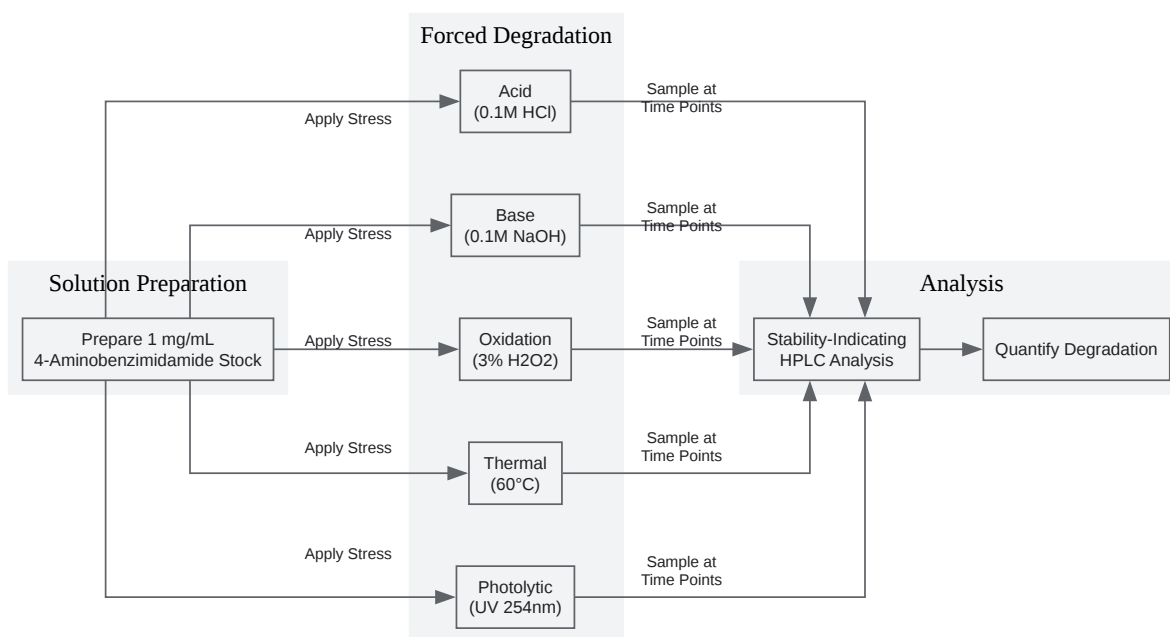 Forced Degradation
Acid
(0.1M HCl)
Sample at
Time Points
Apply Stress
Base
(0.1M NaOH)
Sample at
Time Points
Apply Stress
Solution Preparation
Analysis
Prepare 1 mg/mL
4-Aminobenzimidamide Stock
Apply Stress
Oxidation
(3% H2O2)
Sample at
Time Points
Stability-Indicating
HPLC Analysis
Quantify Degradation
Apply Stress
Thermal
(60°C)
Sample at
Time Points
Apply Stress
Photolytic
(UV 254nm)
Sample at
Time Points